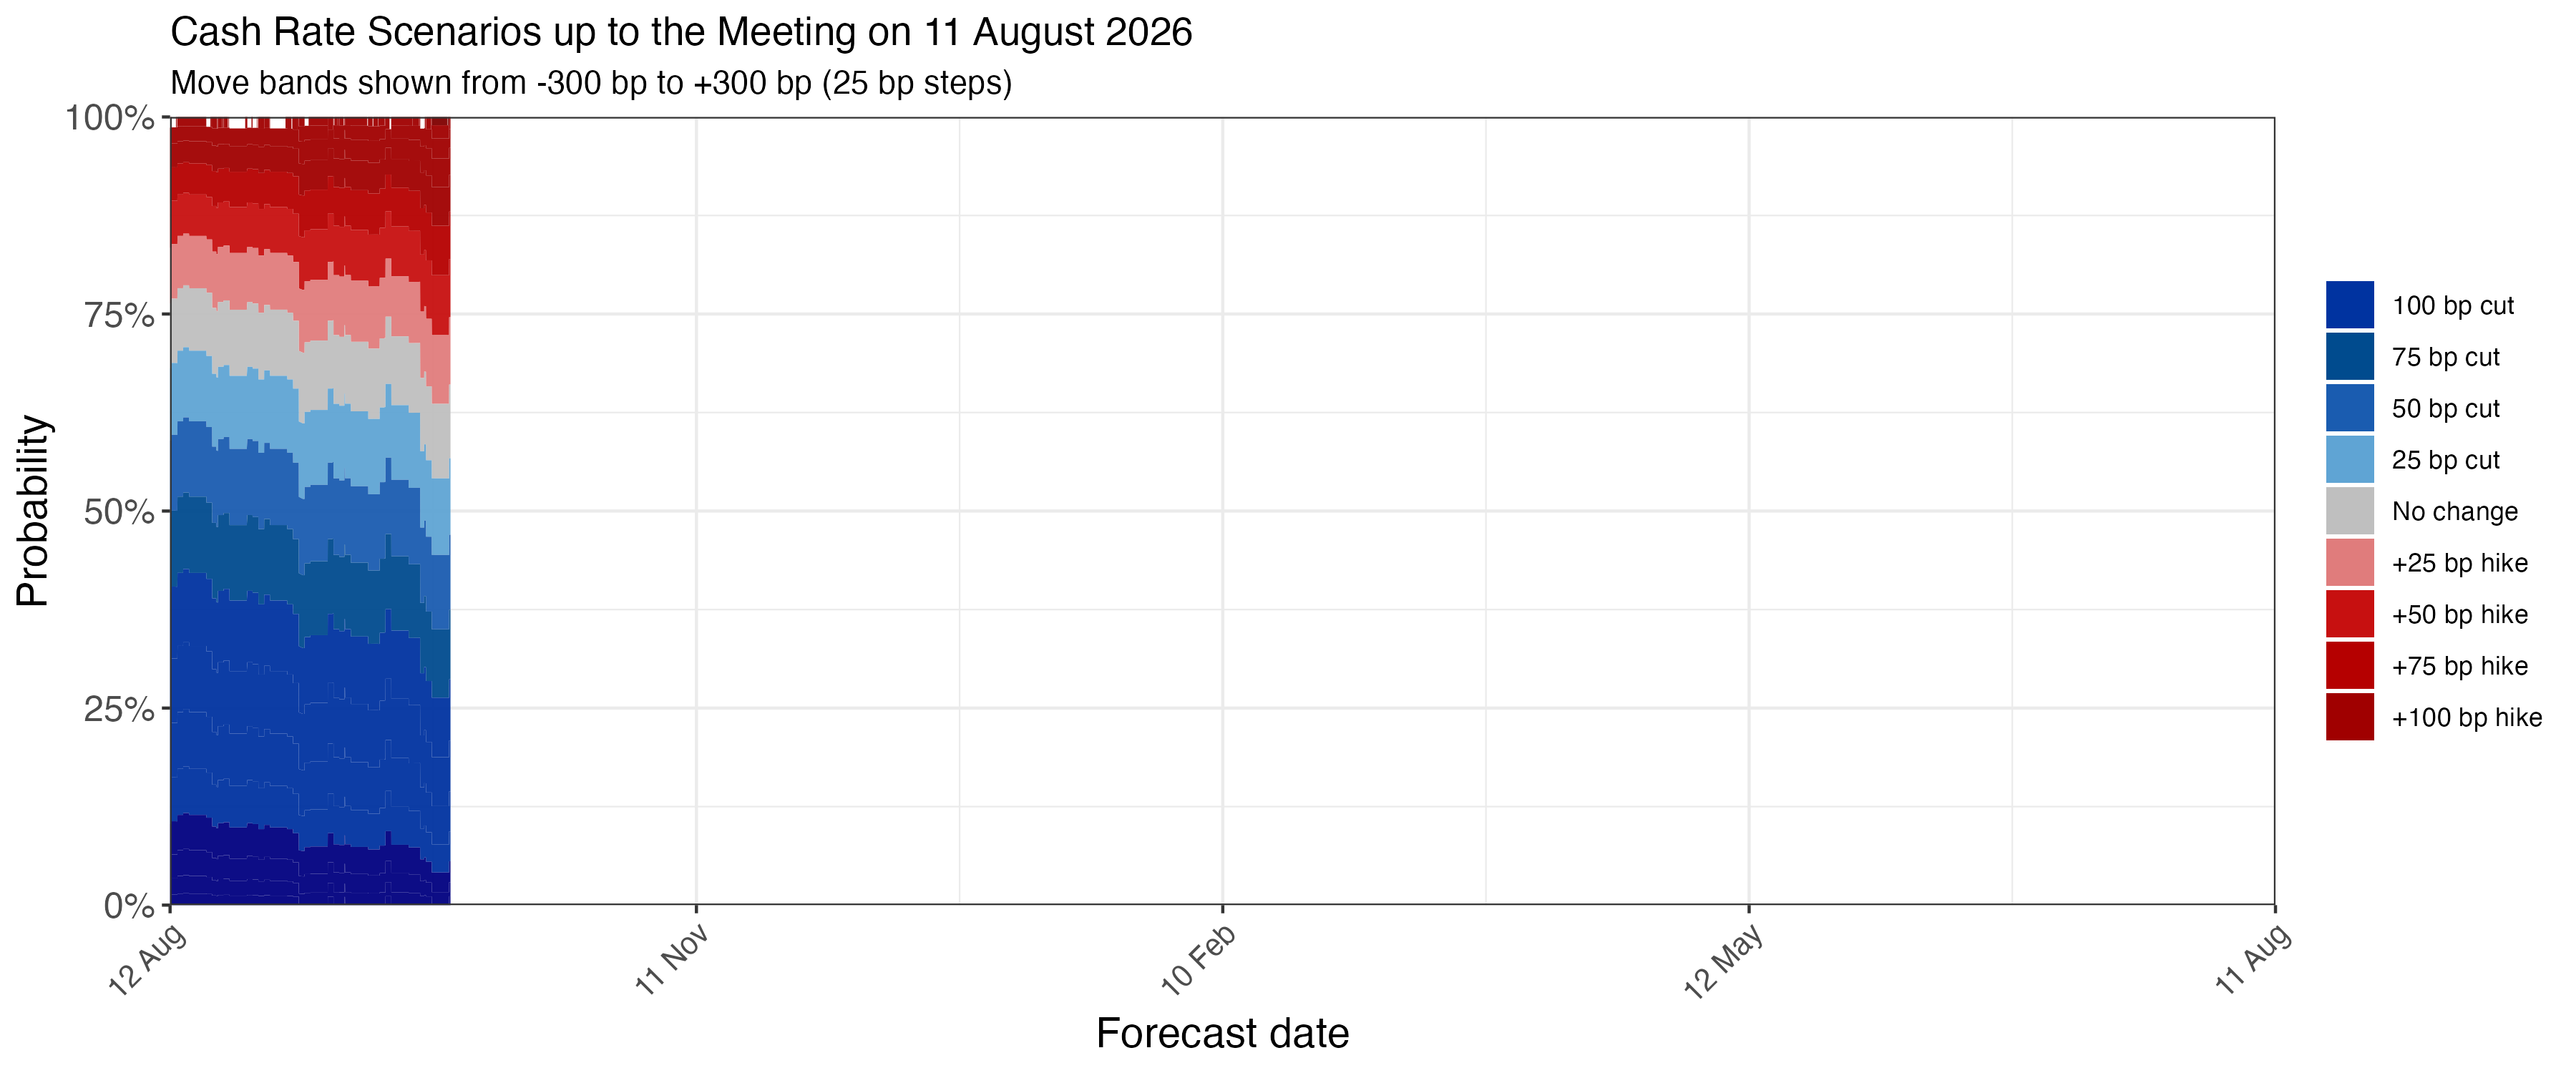 Cash Rate Scenarios up to the Meeting on 11 August 2026
Move bands shown from -300 bp to +300 bp (25 bp steps)
Probability
100%
75%
50%
25%
0%
12 Aug
11 Nov
10 Feb
12 May
11 Aug
Forecast date
100 bp cut
75 bp cut
50 bp cut
25 bp cut
No change
+25 bp hike
+50 bp hike
+75 bp hike
+100 bp hike